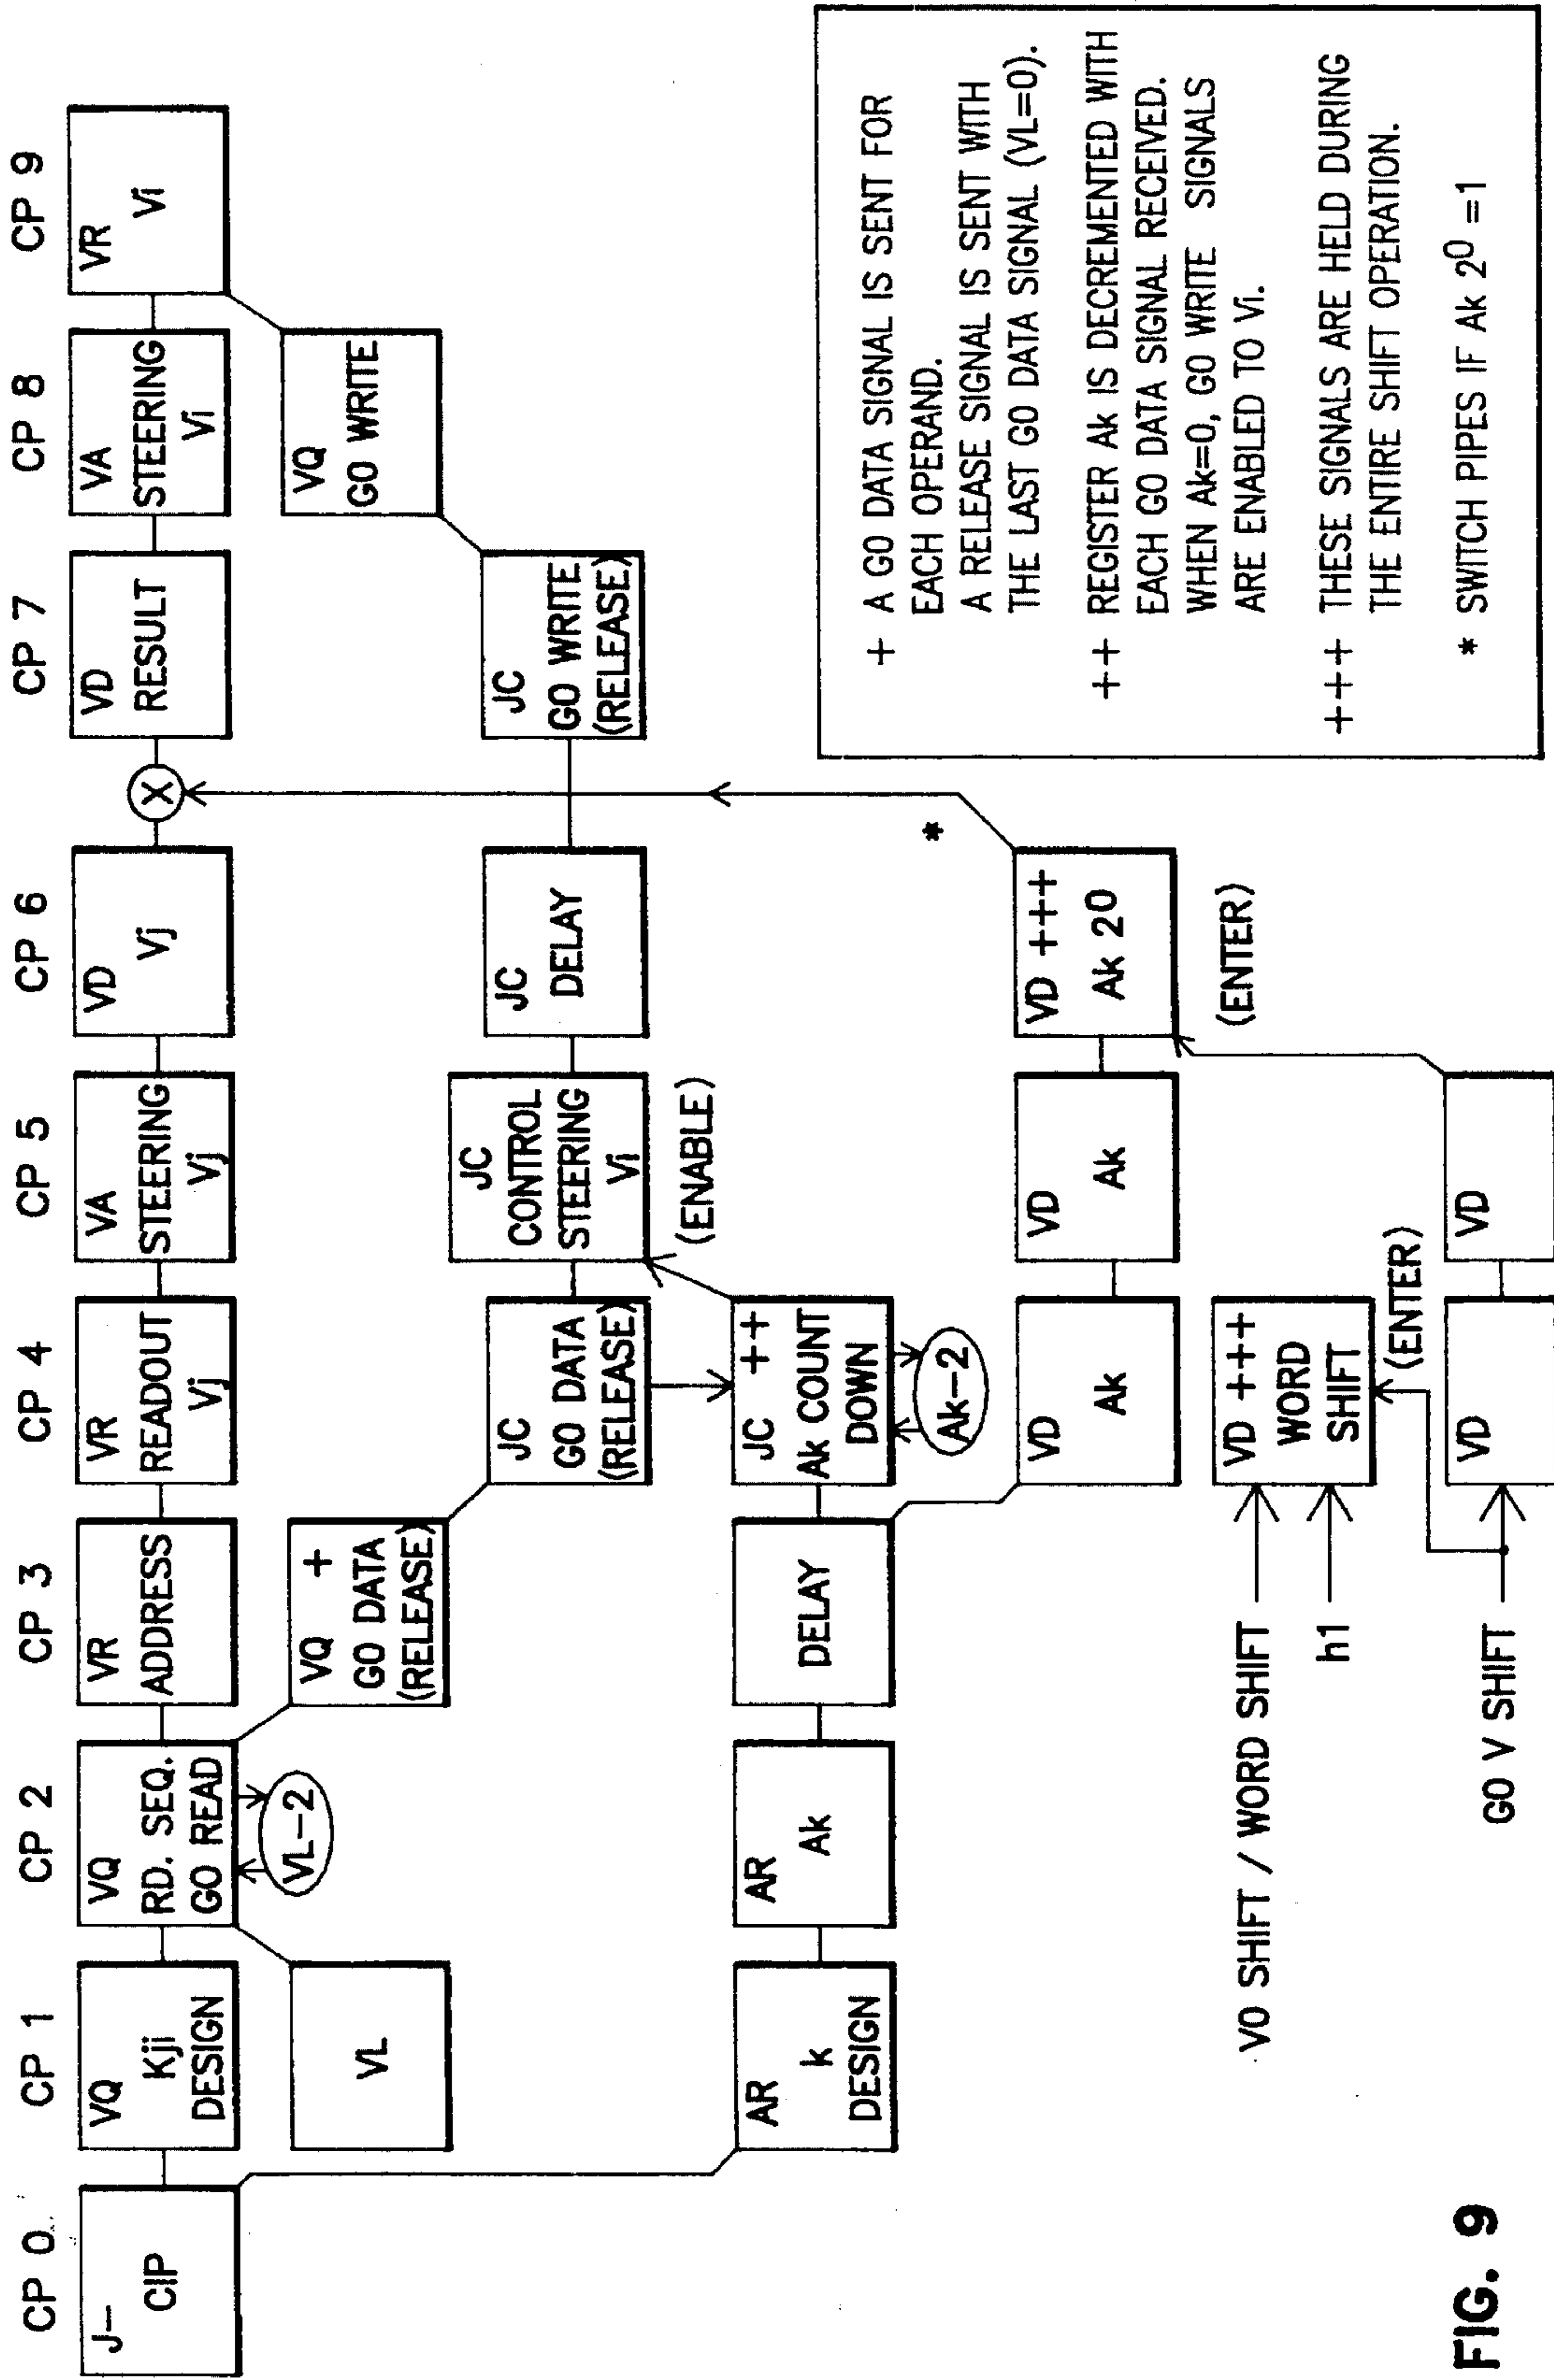 CP 0
CP 1
CP 2
CP 3
CP 4
CP 5
CP 6
CP 7
CP 8
CP 9
J-
CIP
VQ
Kji
DESIGN
VQ
RD. SEQ.
GO READ
VR
ADDRESS
VR
READOUT
Vj
VA
STEERING
Vj
VD
Vj
X
VD
RESULT
VA
STEERING
Vi
VR
Vi
VL
VL-2
VQ +
GO DATA
(RELEASE)
VQ
GO WRITE
JC
GO DATA
(RELEASE)
JC
CONTROL
STEERING
Vi
JC
DELAY
JC
GO WRITE
(RELEASE)
(ENABLE)
AR
k
DESIGN
AR
Ak
DELAY
JC ++
Ak COUNT
DOWN
Ak-2
VD
Ak
VD
Ak
VD +++
Ak 2⁰
*
(ENTER)
V0 SHIFT / WORD SHIFT
h1
VD +++
WORD
SHIFT
(ENTER)
GO V SHIFT
VD
VD
+ A GO DATA SIGNAL IS SENT FOR
EACH OPERAND.
A RELEASE SIGNAL IS SENT WITH
THE LAST GO DATA SIGNAL (VL=0).
++ REGISTER Ak IS DECREMENTED WITH
EACH GO DATA SIGNAL RECEIVED.
WHEN Ak=0, GO WRITE SIGNALS
ARE ENABLED TO Vi.
+++ THESE SIGNALS ARE HELD DURING
THE ENTIRE SHIFT OPERATION.
* SWITCH PIPES IF Ak 2⁰ =1
FIG. 9